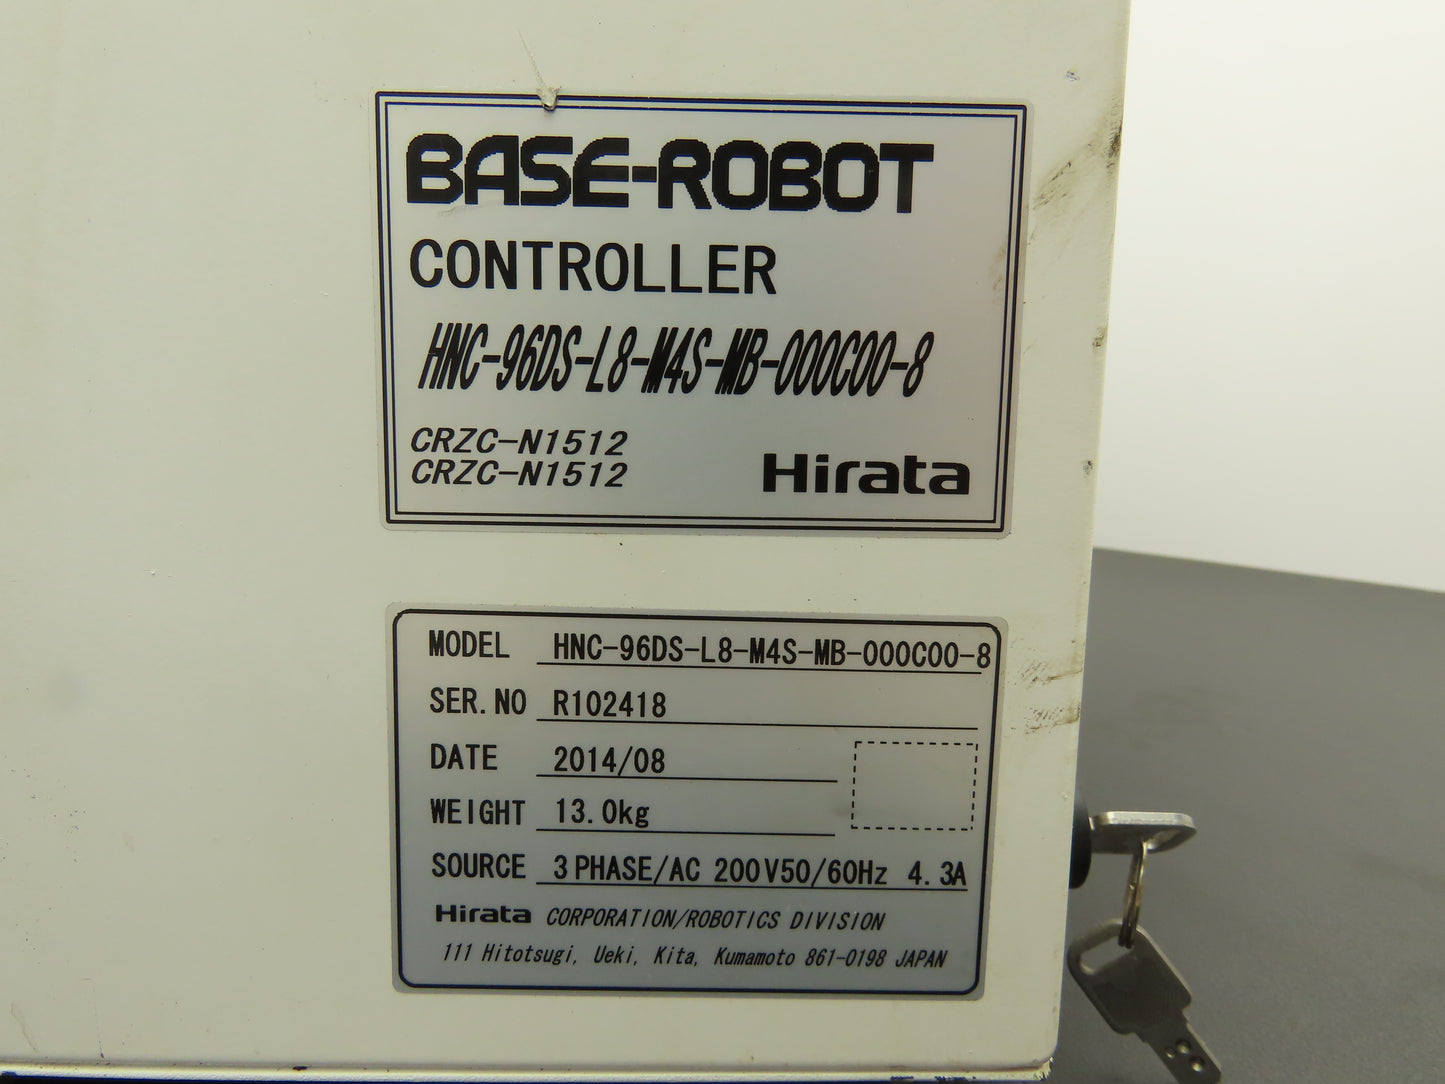 BASE-ROBOT
CONTROLLER
HNC-96DS-L8-M4S-MB-000C00-8
CRZC-N1512
CRZC-N1512
Hirata
MODEL HNC-96DS-L8-M4S-MB-000C00-8
SER.NO R102418
DATE 2014/08
WEIGHT 13.0kg
SOURCE 3 PHASE/AC 200V50/60Hz 4.3A
Hirata CORPORATION/ROBOTICS DIVISION
111 Hitotsugi, Ueki, Kita, Kumamoto 861-0198 JAPAN